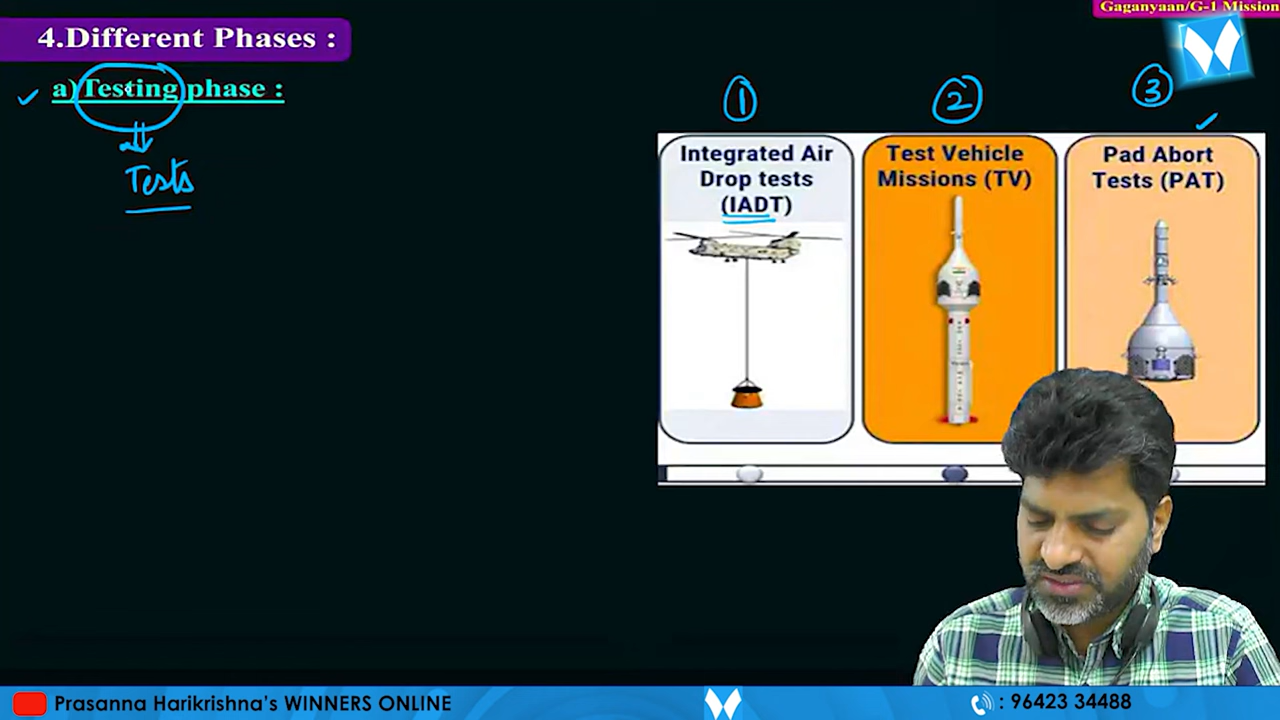 Gaganyaan/G-1 Mission
4.Different Phases :
a)Testing phase :
Tests
1
2
3
Integrated Air
Drop tests
(IADT)
Test Vehicle
Missions (TV)
Pad Abort
Tests (PAT)
Prasanna Harikrishna's WINNERS ONLINE
: 96423 34488